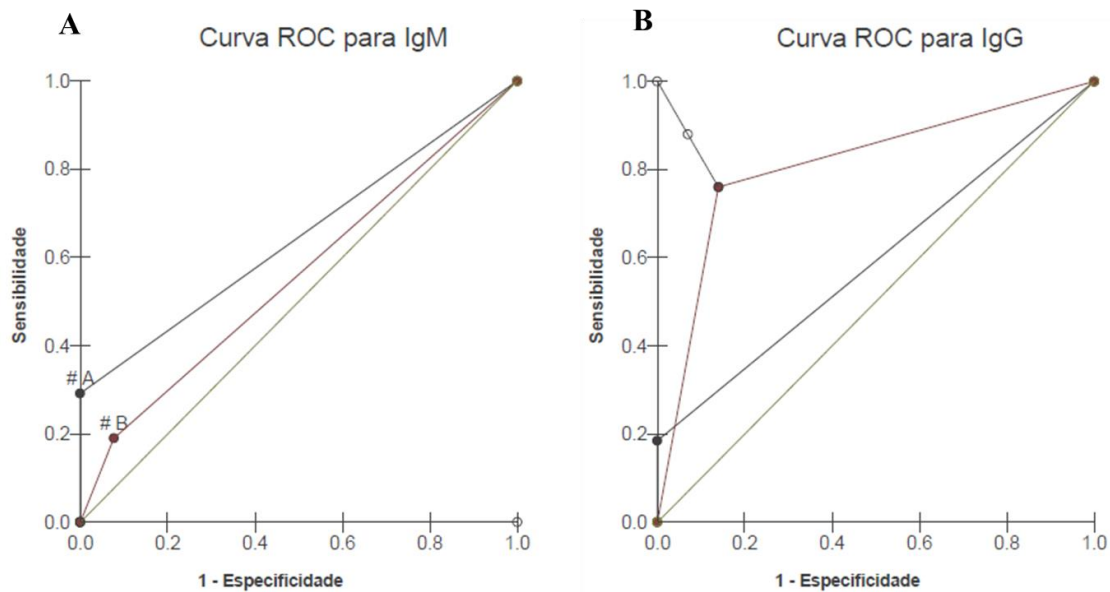 A
Curva ROC para IgM
1.0
0.8
0.6
0.4
0.2
0.0
Sensibilidade
# A
# B
0.0 0.2 0.4 0.6 0.8 1.0
1 - Especificidade
B
Curva ROC para IgG
1.0
0.8
0.6
0.4
0.2
0.0
Sensibilidade
0.0 0.2 0.4 0.6 0.8 1.0
1 - Especificidade